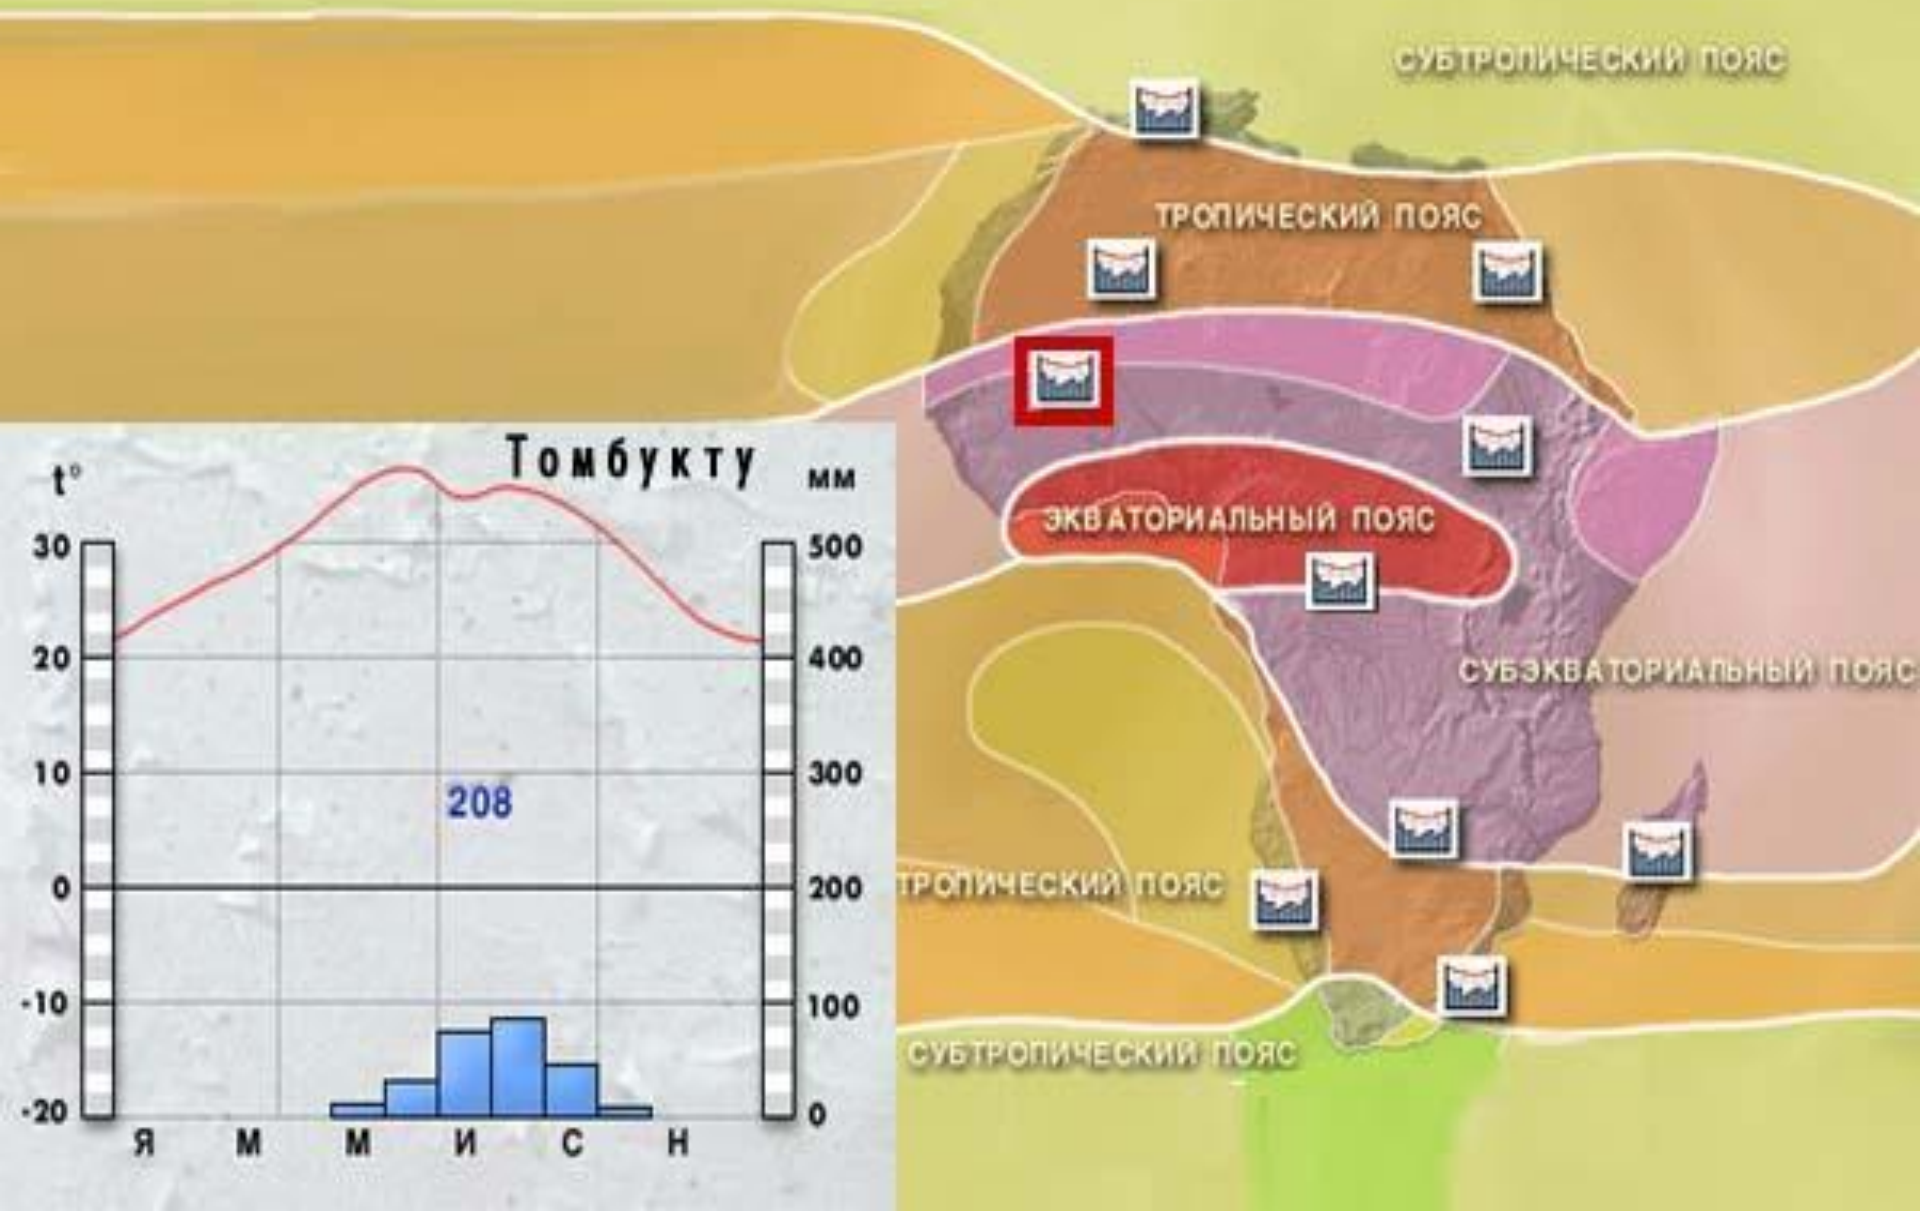 СУБТРОПИЧЕСКИЙ ПОЯС
ТРОПИЧЕСКИЙ ПОЯС
Томбукту
t°
мм
30
500
ЭКВАТОРИАЛЬНЫЙ ПОЯС
20
400
СУБЭКВАТОРИАЛЬНЫЙ ПОЯС
10
300
208
0
200
ТРОПИЧЕСКИЙ ПОЯС
-10
100
СУБТРОПИЧЕСКИЙ ПОЯС
-20
0
Я М М И С Н